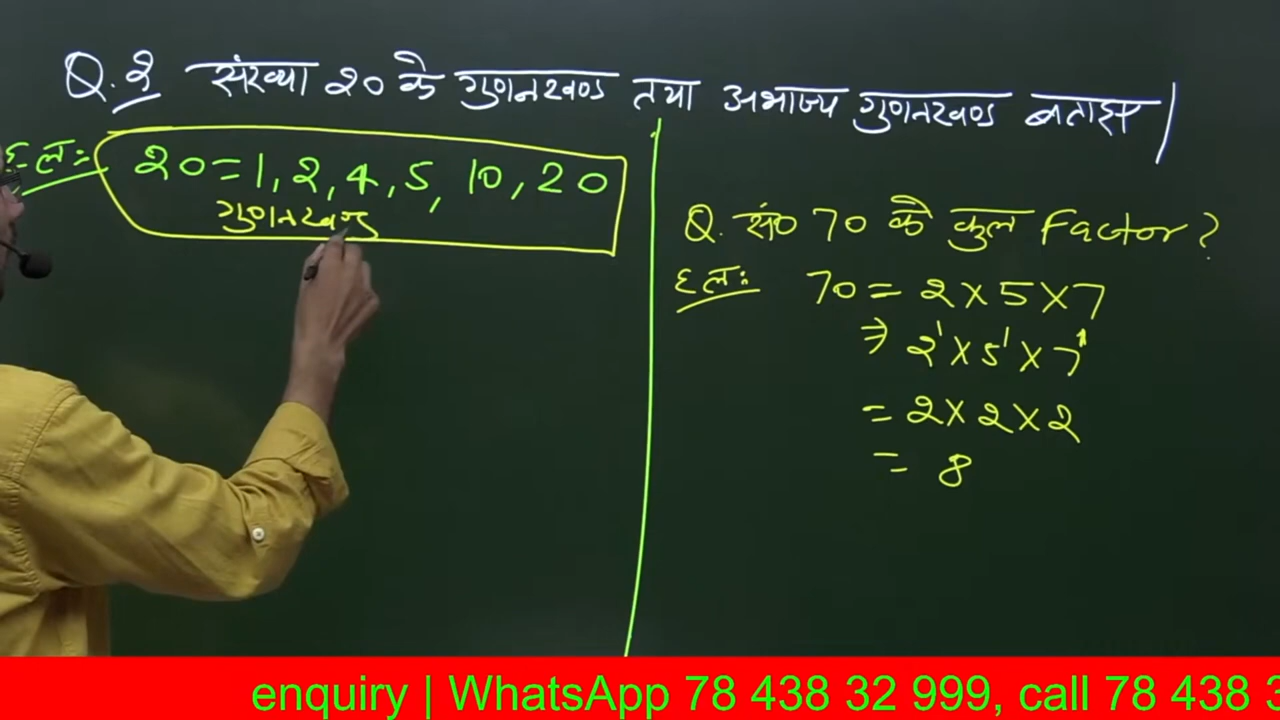 Q.2 संख्या 20 के गुणनखण्ड तथा अभाज्य गुणनखण्ड बताइए |
हलः 20 = 1, 2, 4, 5, 10, 20
गुणनखण्ड
Q. सं० 70 के कुल Factor ?
हलः 70 = 2 × 5 × 7
⇒ 2¹ × 5¹ × 7¹
= 2 × 2 × 2
= 8
enquiry | WhatsApp 78 438 32 999, call 78 438 3